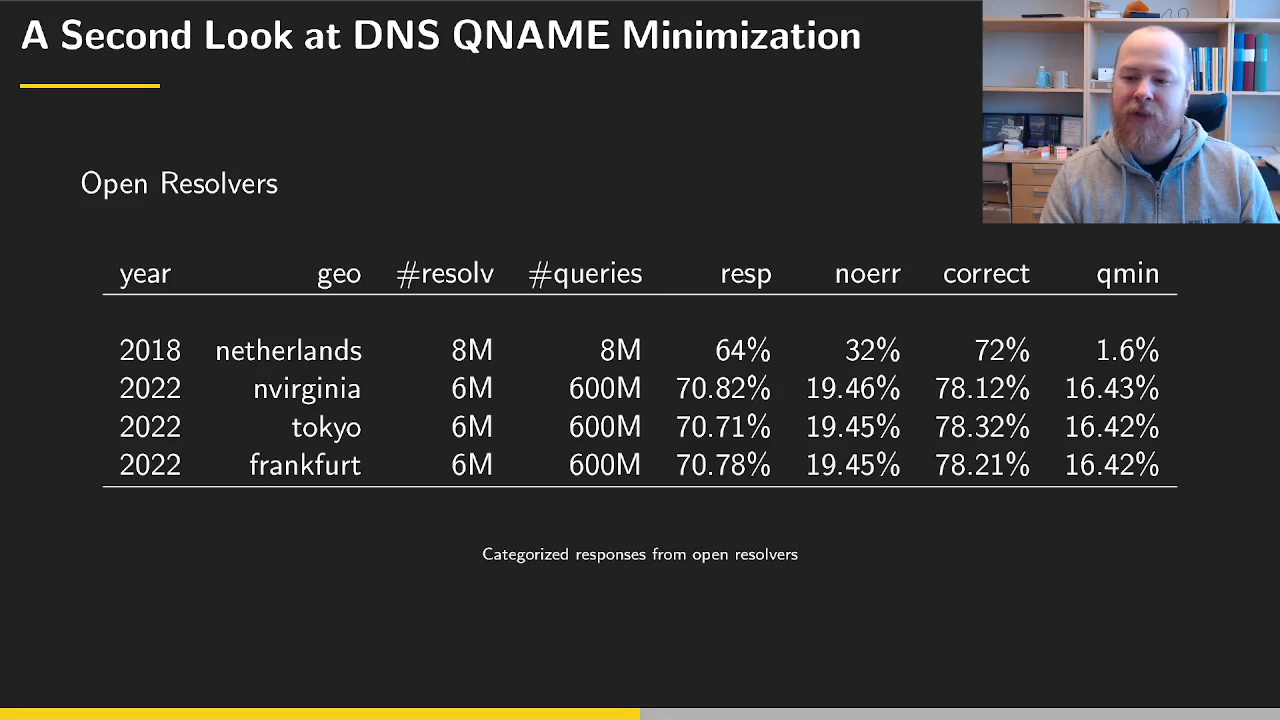 A Second Look at DNS QNAME Minimization
Open Resolvers
year geo #resolv #queries resp noerr correct qmin
2018 netherlands 8M 8M 64% 32% 72% 1.6%
2022 nvirginia 6M 600M 70.82% 19.46% 78.12% 16.43%
2022 tokyo 6M 600M 70.71% 19.45% 78.32% 16.42%
2022 frankfurt 6M 600M 70.78% 19.45% 78.21% 16.42%
Categorized responses from open resolvers